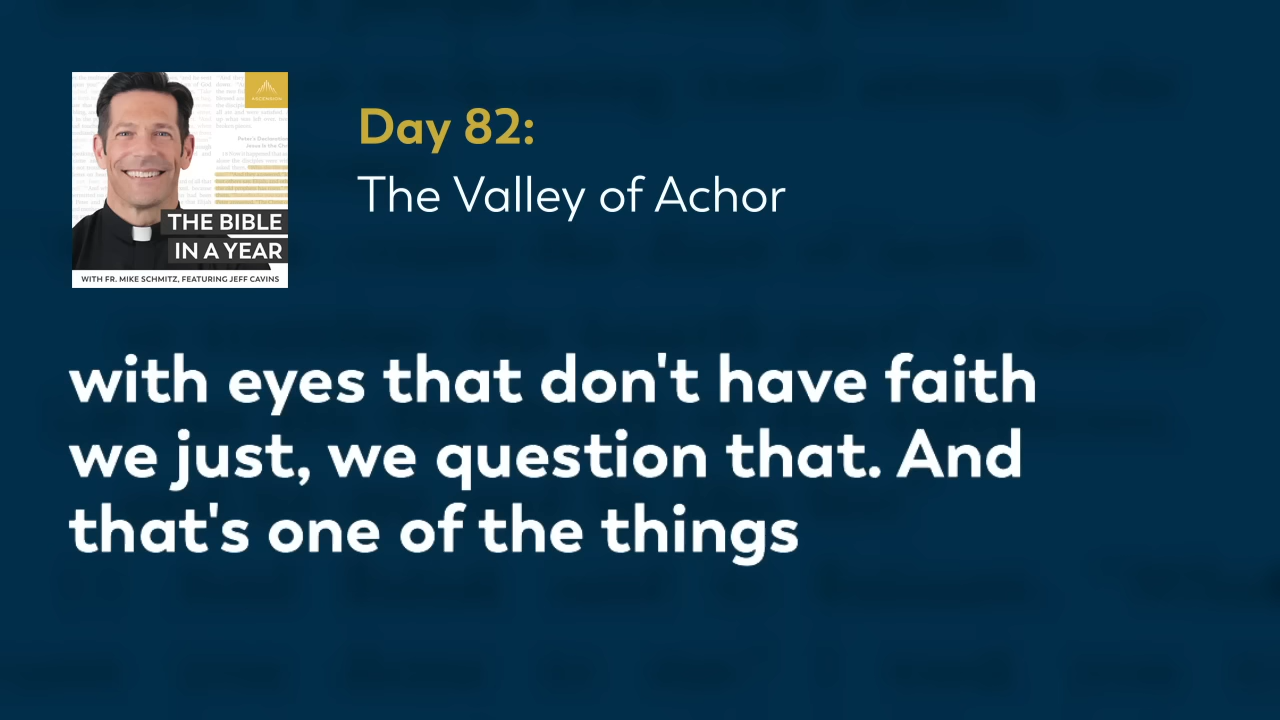 ASCENSION
THE BIBLE
IN A YEAR
WITH FR. MIKE SCHMITZ, FEATURING JEFF CAVINS
Day 82:
The Valley of Achor
with eyes that don't have faith
we just, we question that. And
that's one of the things